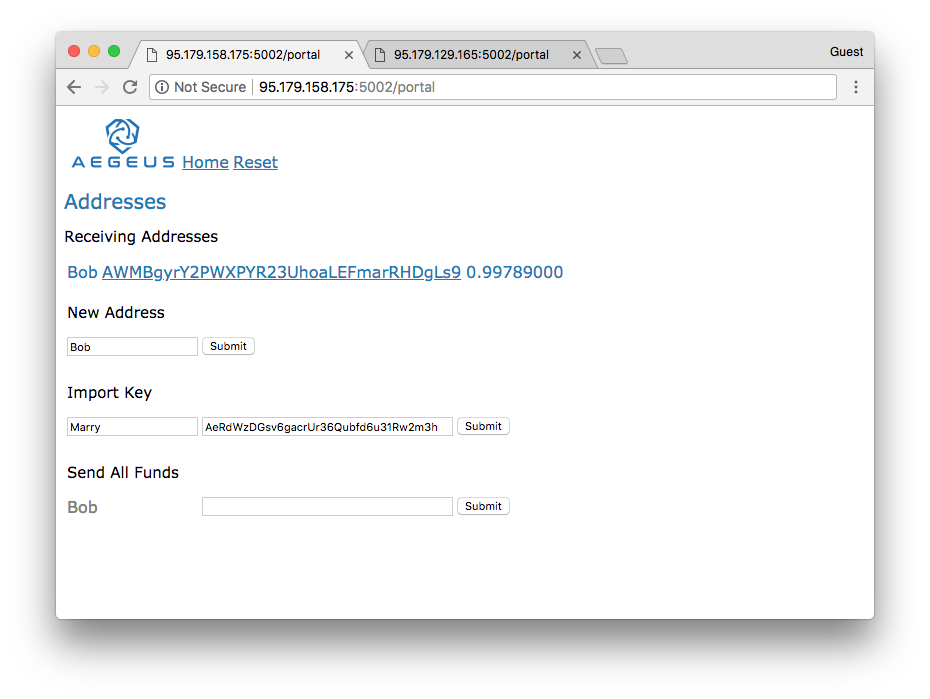 95.179.158.175:5002/portal 95.179.129.165:5002/portal Guest
Not Secure 95.179.158.175:5002/portal
AEGEUS Home Reset
Addresses
Receiving Addresses
Bob AWMBgyrY2PWXPYR23UhoaLEFmarRHDgLs9 0.99789000
New Address
Bob Submit
Import Key
Marry AeRdWzDGsv6gacrUr36Qubfd6u31Rw2m3h Submit
Send All Funds
Bob Submit